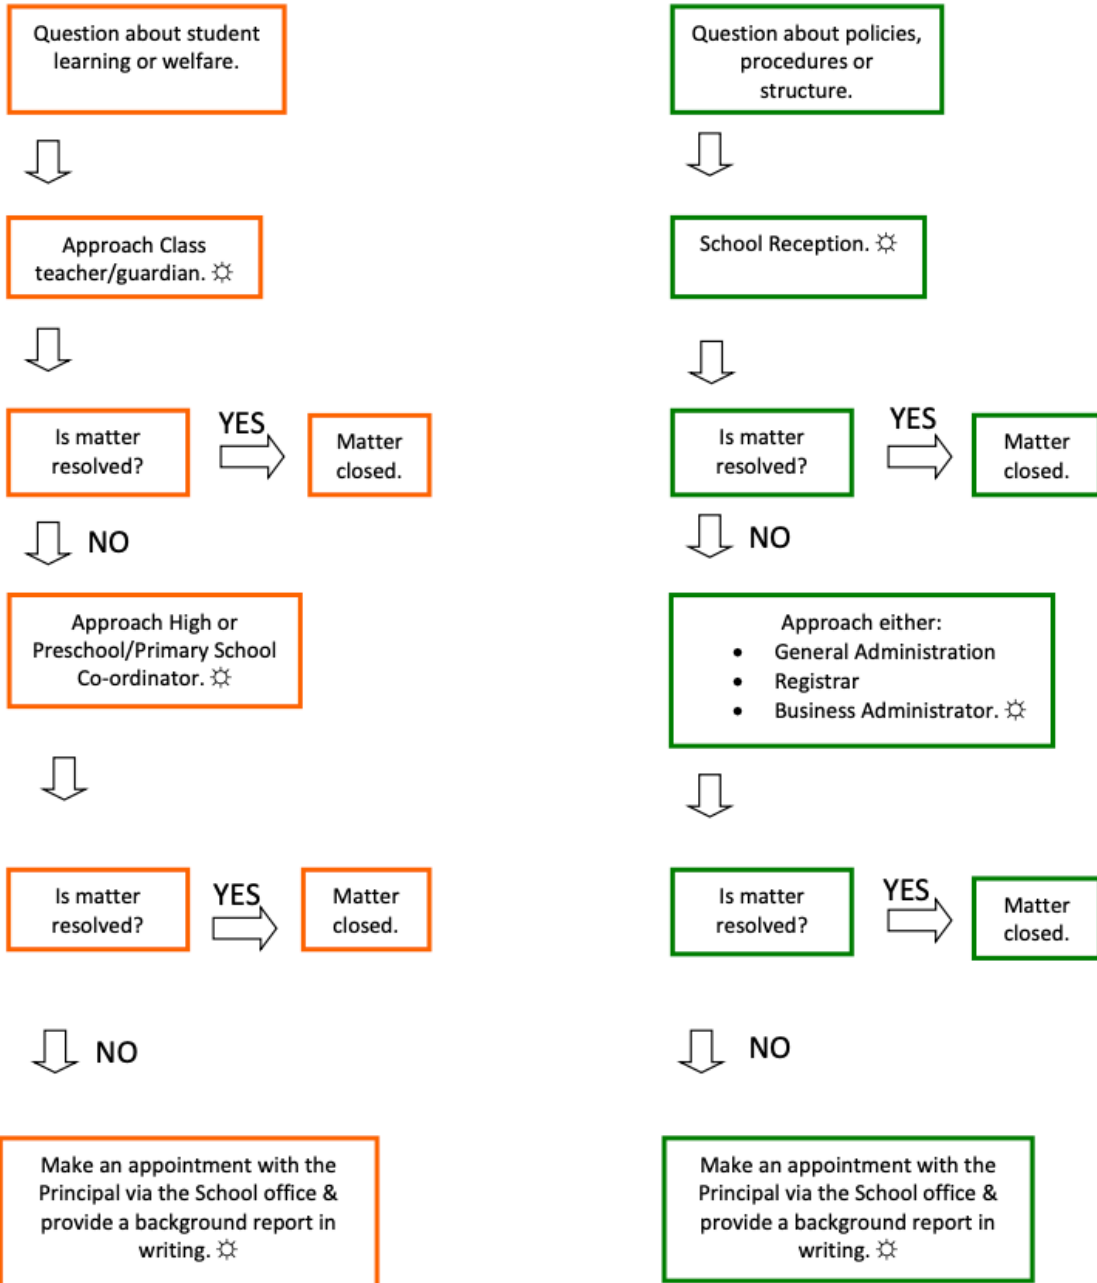 Question about student
learning or welfare.
Approach Class
teacher/guardian. ☼
Is matter
resolved?
YES
Matter
closed.
NO
Approach High or
Preschool/Primary School
Co-ordinator. ☼
Is matter
resolved?
YES
Matter
closed.
NO
Make an appointment with the
Principal via the School office &
provide a background report in
writing. ☼
Question about policies,
procedures or
structure.
School Reception. ☼
Is matter
resolved?
YES
Matter
closed.
NO
Approach either:
• General Administration
• Registrar
• Business Administrator. ☼
Is matter
resolved?
YES
Matter
closed.
NO
Make an appointment with the
Principal via the School office &
provide a background report in
writing. ☼